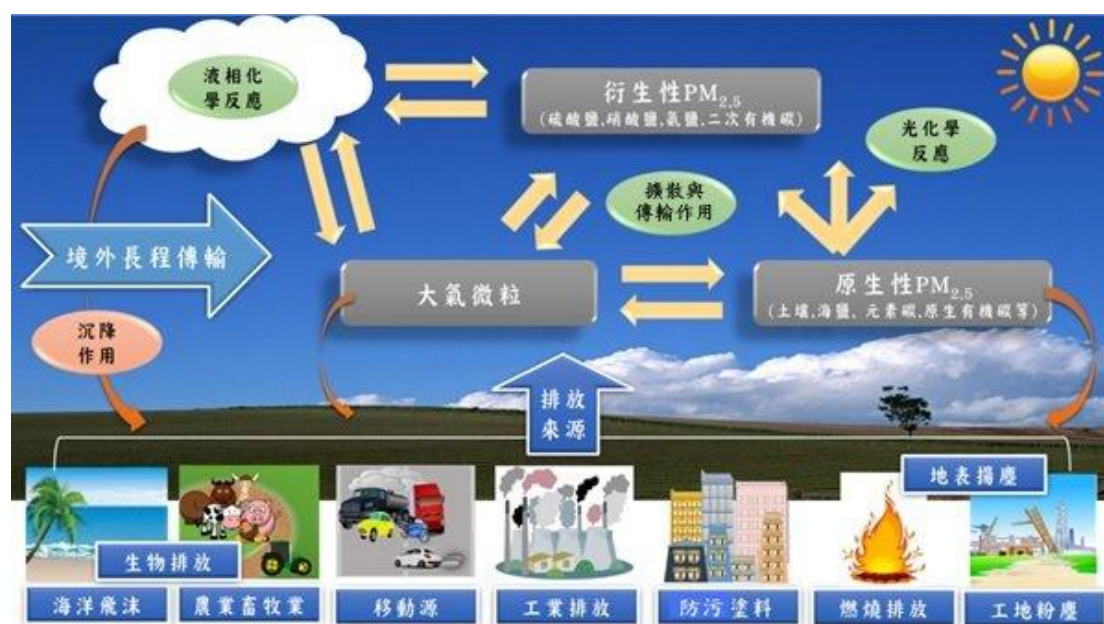 液相化
學反應
衍生性PM2.5
(硫酸鹽,硝酸鹽,氨鹽,二次有機碳)
光化學
反應
擴散與
傳輸作用
境外長程傳輸
大氣微粒
原生性PM2.5
(土壤,海鹽、元素碳,原生有機碳等)
沉降
作用
排放
來源
地表揚塵
生物排放
海洋飛沫
農業畜牧業
移動源
工業排放
防污塗料
燃燒排放
工地粉塵